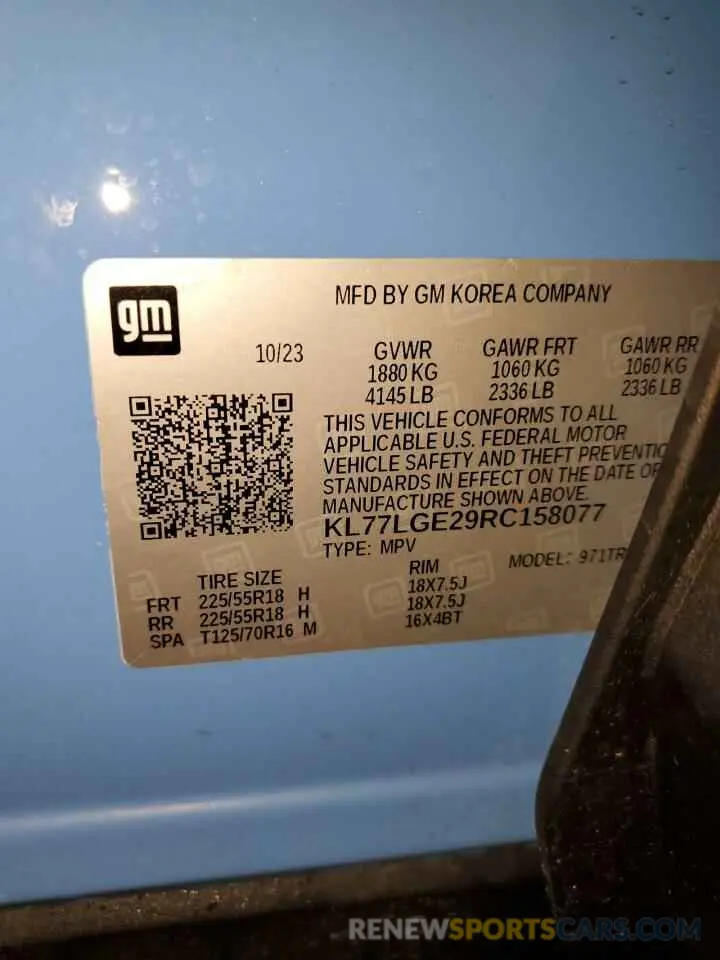 gm
MFD BY GM KOREA COMPANY
10/23
GVWR GAWR FRT GAWR RR
1880 KG 1060 KG 1060 KG
4145 LB 2336 LB 2336 LB
THIS VEHICLE CONFORMS TO ALL
APPLICABLE U.S. FEDERAL MOTOR
VEHICLE SAFETY AND THEFT
STANDARDS IN EFFECT ON THE DATE OF
MANUFACTURE SHOWN ABOVE.
KL77LGE29RC158077
TYPE: MPV MODEL:
TIRE SIZE RIM
FRT 225/55R18 H 18X7.5J
RR 225/55R18 H 18X7.5J
SPA T125/70R16 M 16X4BT
RENEWSPORTSCARS.COM